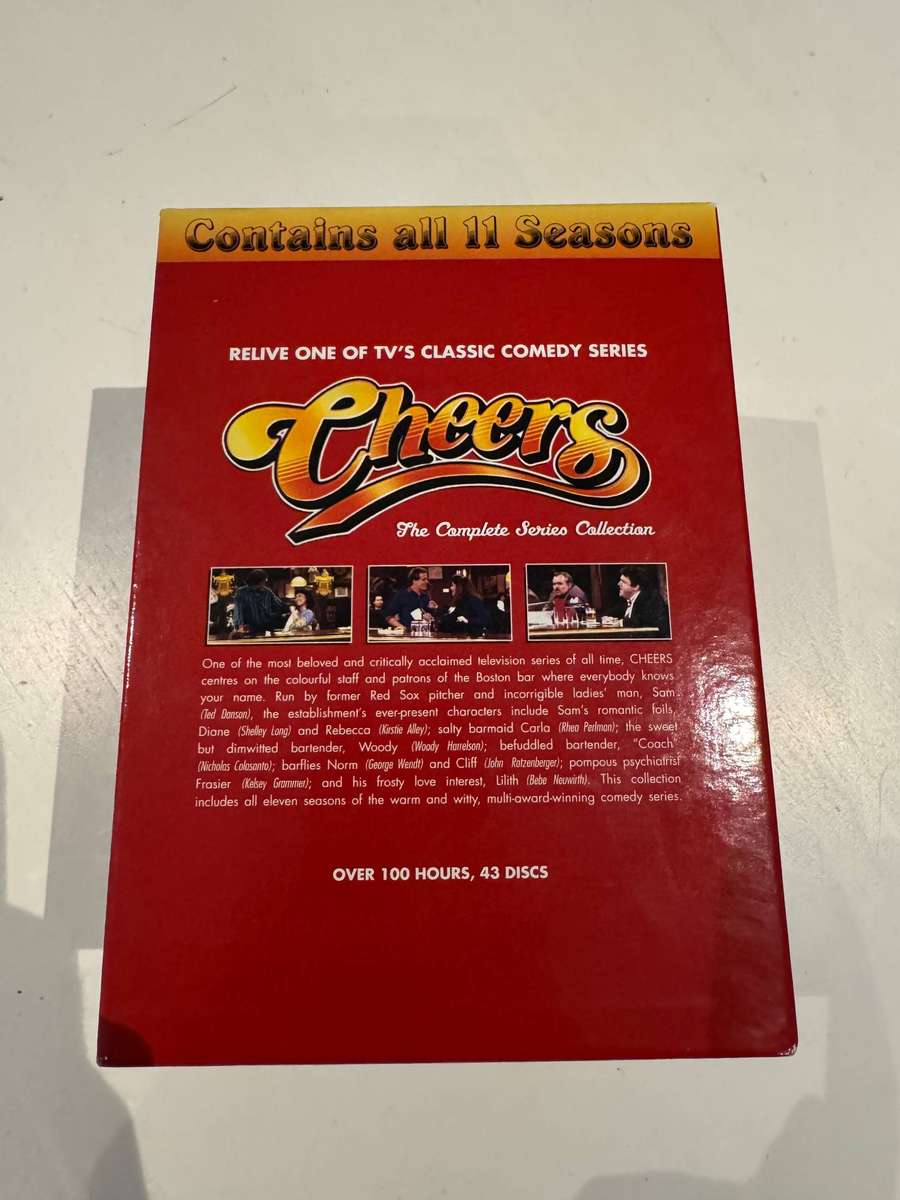 Contains all 11 Seasons
RELIVE ONE OF TV'S CLASSIC COMEDY SERIES
Cheers
The Complete Series Collection
One of the most beloved and critically acclaimed television series of all time, CHEERS
centres on the colourful staff and patrons of the Boston bar where everybody knows
your name. Run by former Red Sox pitcher and incorrigible ladies' man, Sam
(Ted Danson), the establishment's ever-present characters include Sam's romantic foils,
Diane (Shelley Long) and Rebecca (Kirstie Alley); salty barmaid Carla (Rhea Perlman); the sweet
but dimwitted bartender, Woody (Woody Harrelson); befuddled bartender, "Coach"
(Nicholas Colasanto); barflies Norm (George Wendt) and Cliff (John Ratzenberger); pompous psychiatrist
Frasier (Kelsey Grammer); and his frosty love interest, Lilith (Bebe Neuwirth). This collection
includes all eleven seasons of the warm and witty, multi-award-winning comedy series.
OVER 100 HOURS, 43 DISCS